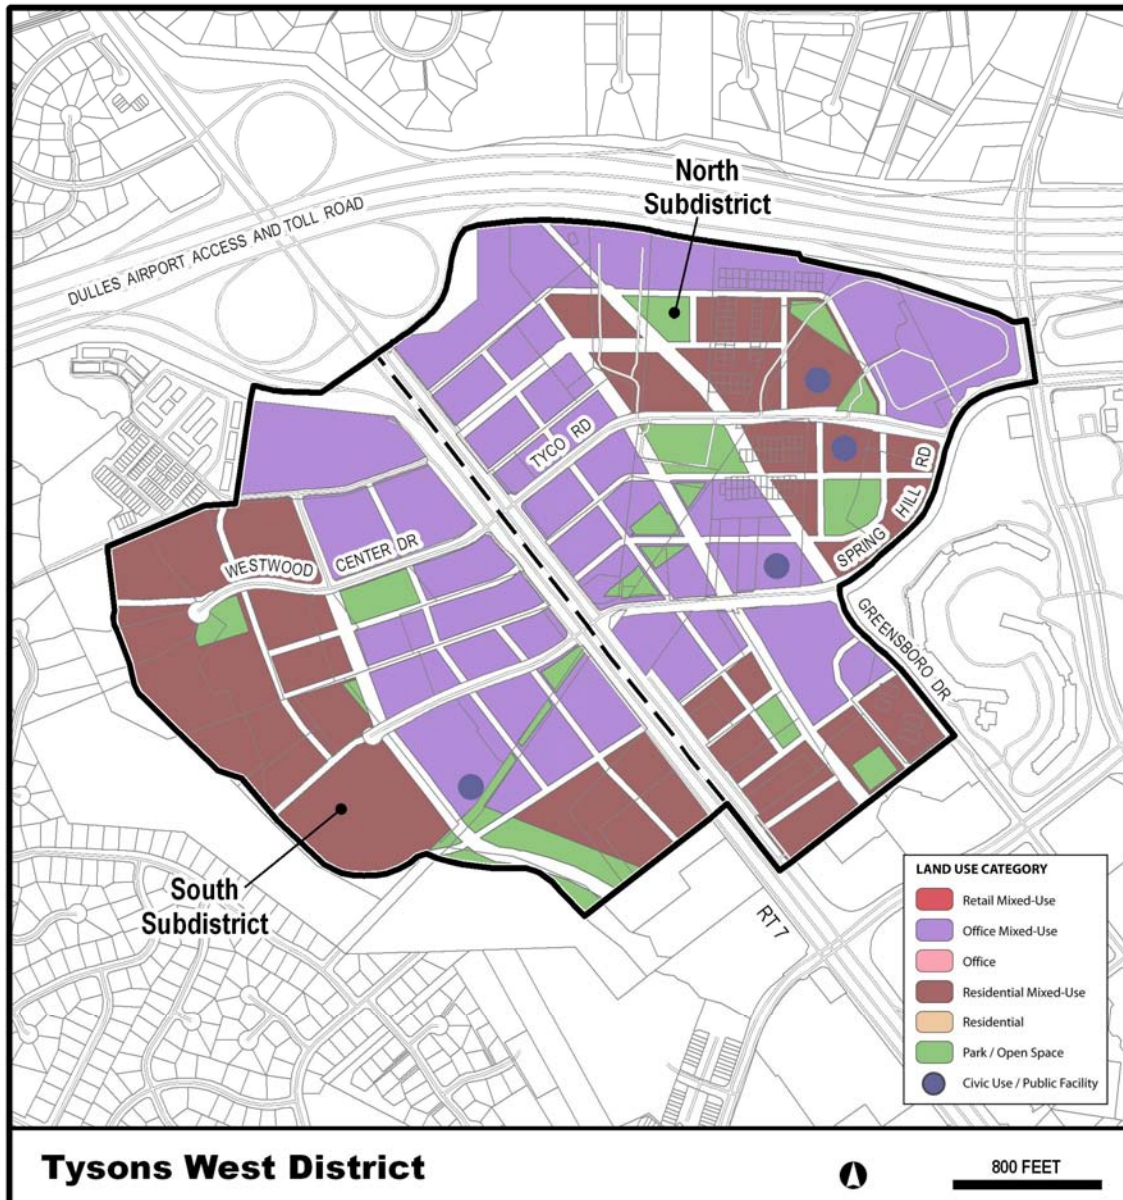 North
Subdistrict
DULLES AIRPORT ACCESS AND TOLL ROAD
TYCO RD
SPRING HILL RD
WESTWOOD CENTER DR
GREENSBORO DR
South
Subdistrict
RT 7
LAND USE CATEGORY
Retail Mixed-Use
Office Mixed-Use
Office
Residential Mixed-Use
Residential
Park / Open Space
Civic Use / Public Facility
Tysons West District
800 FEET